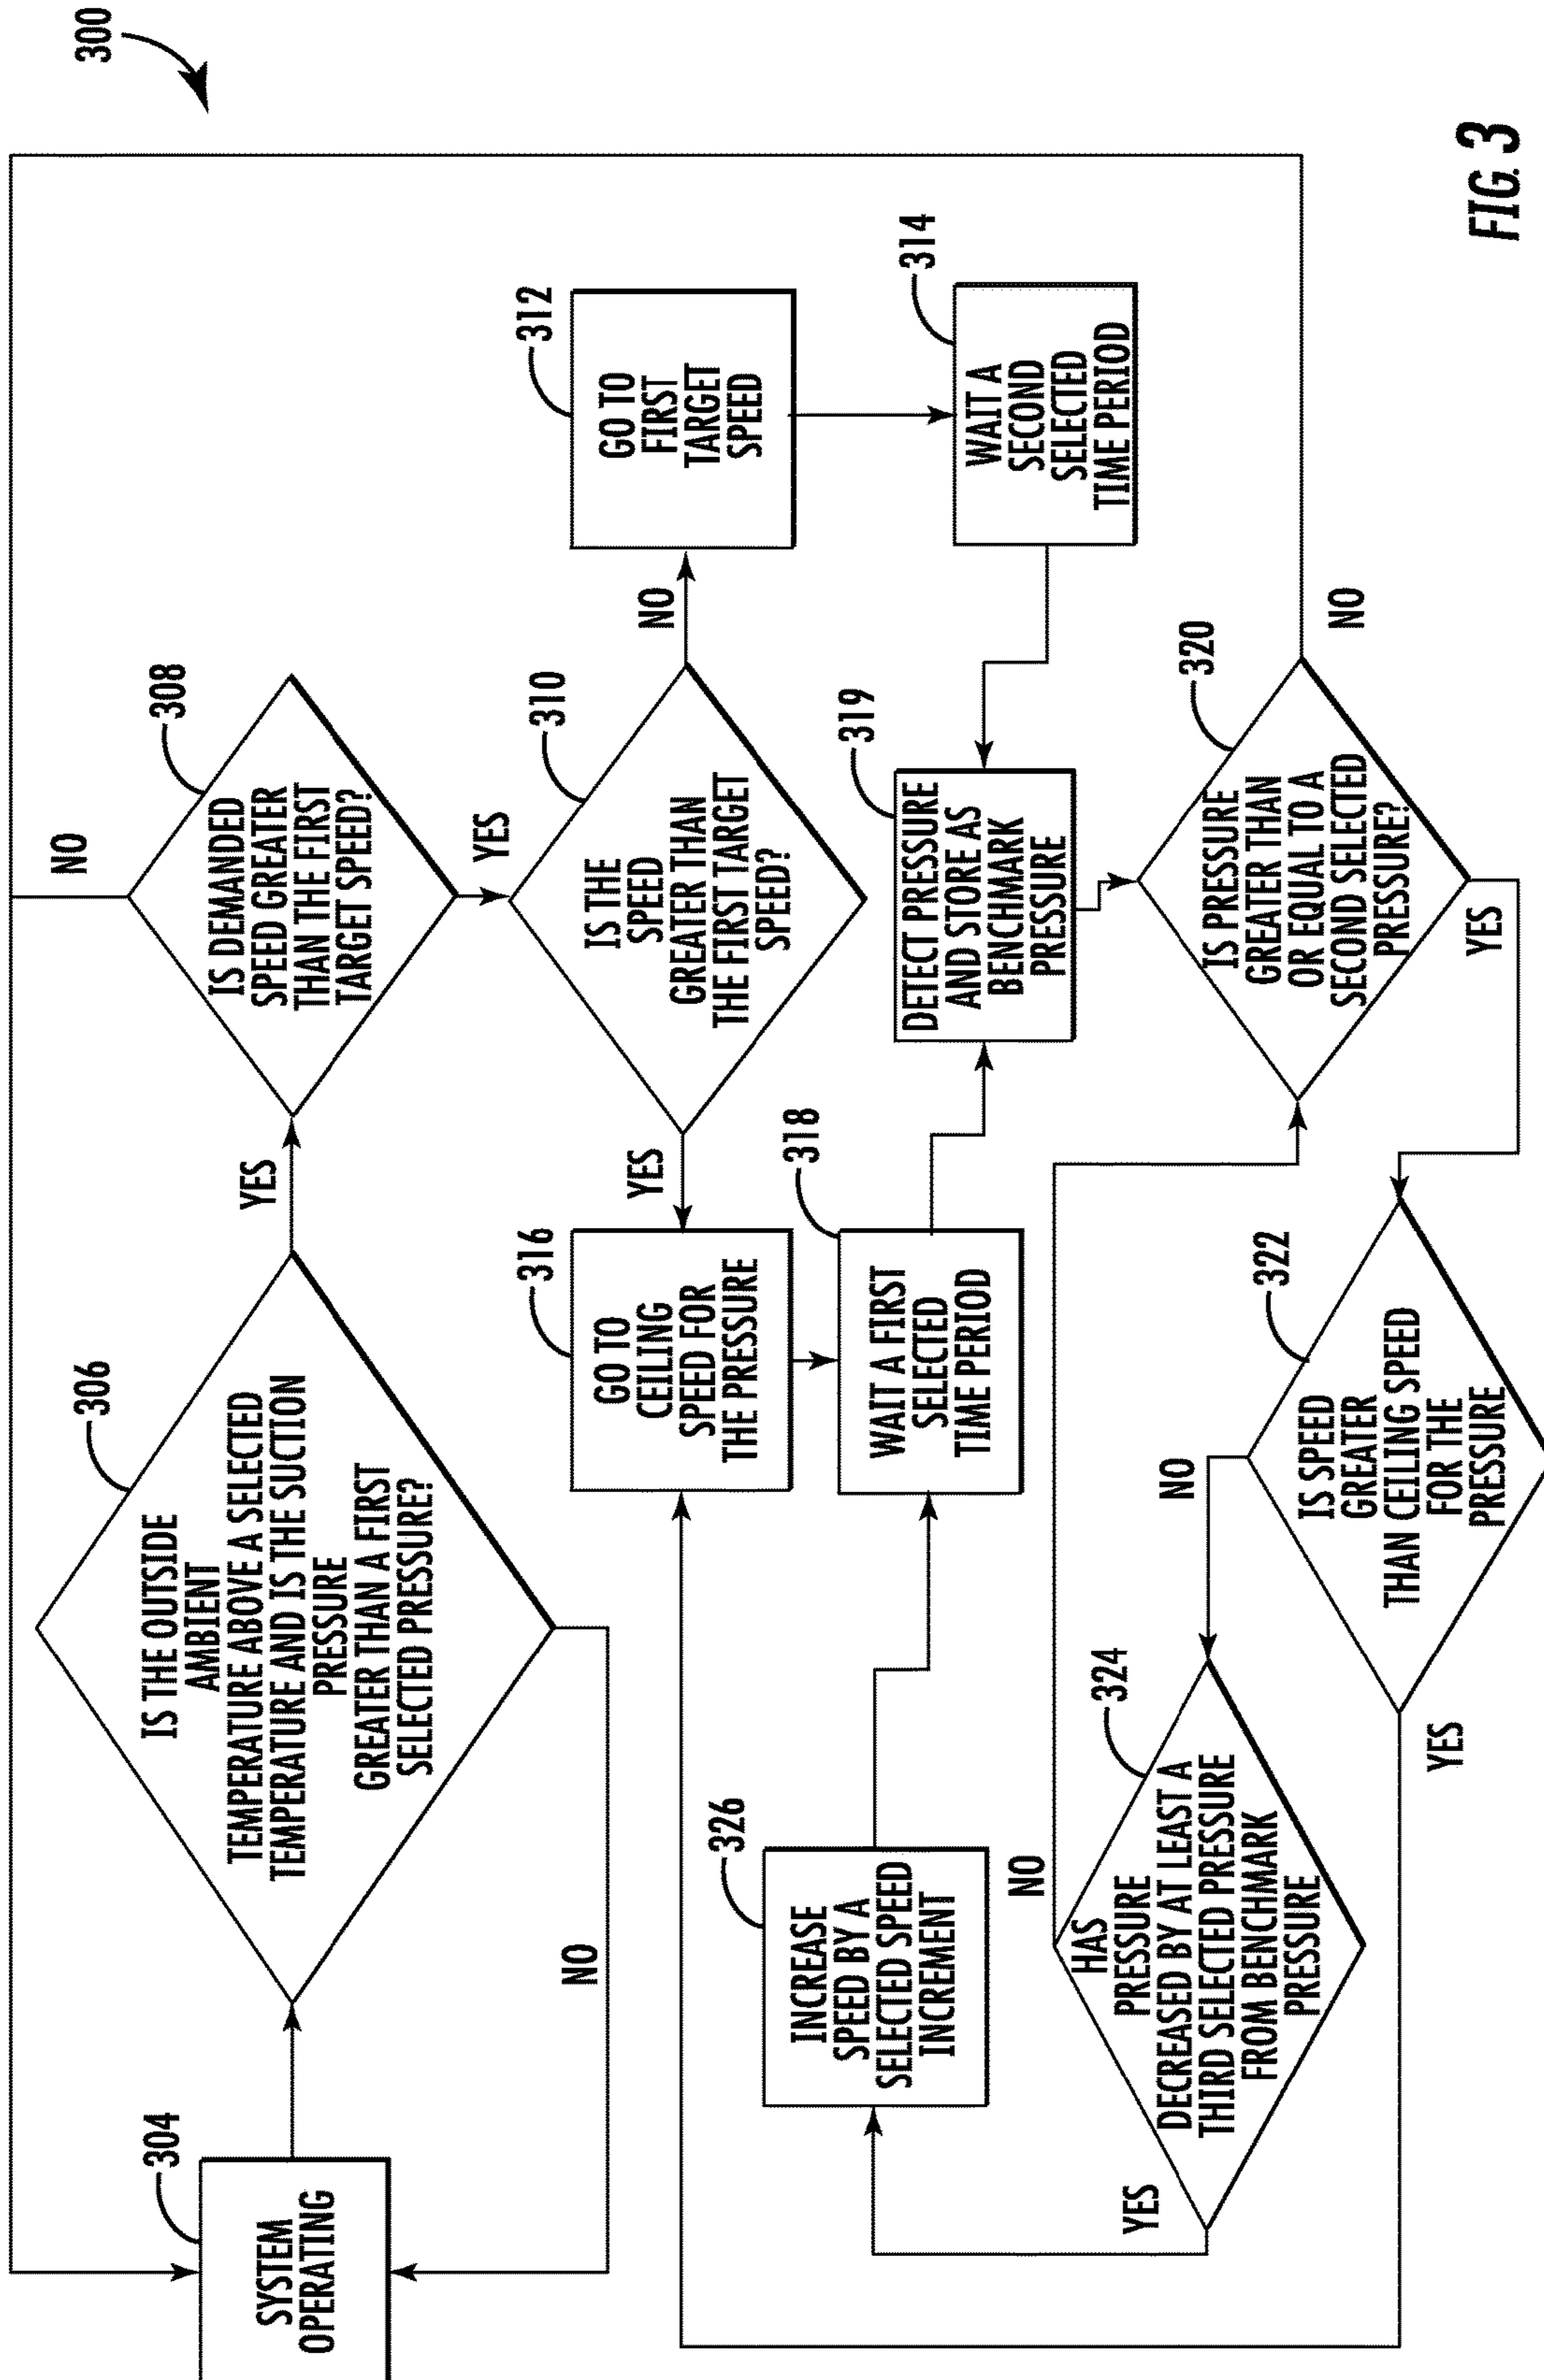 300
304
SYSTEM
OPERATING
306
IS THE OUTSIDE
AMBIENT
TEMPERATURE ABOVE A SELECTED
TEMPERATURE AND IS THE SUCTION
PRESSURE
GREATER THAN A FIRST
SELECTED PRESSURE?
YES
NO
308
IS DEMANDED
SPEED GREATER
THAN THE FIRST
TARGET SPEED?
NO
YES
310
IS THE
SPEED
GREATER THAN
THE FIRST TARGET
SPEED?
YES
NO
312
GO TO
FIRST
TARGET
SPEED
314
WAIT A
SECOND
SELECTED
TIME PERIOD
316
GO TO
CEILING
SPEED FOR
THE PRESSURE
318
WAIT A FIRST
SELECTED
TIME PERIOD
319
DETECT PRESSURE
AND STORE AS
BENCHMARK
PRESSURE
320
IS PRESSURE
GREATER THAN
OR EQUAL TO A
SECOND SELECTED
PRESSURE?
NO
YES
322
IS SPEED
GREATER
THAN CEILING SPEED
FOR THE
PRESSURE
NO
YES
324
HAS
PRESSURE
DECREASED BY AT LEAST A
THIRD SELECTED PRESSURE
FROM BENCHMARK
PRESSURE
NO
YES
326
INCREASE
SPEED BY A
SELECTED SPEED
INCREMENT
FIG. 3